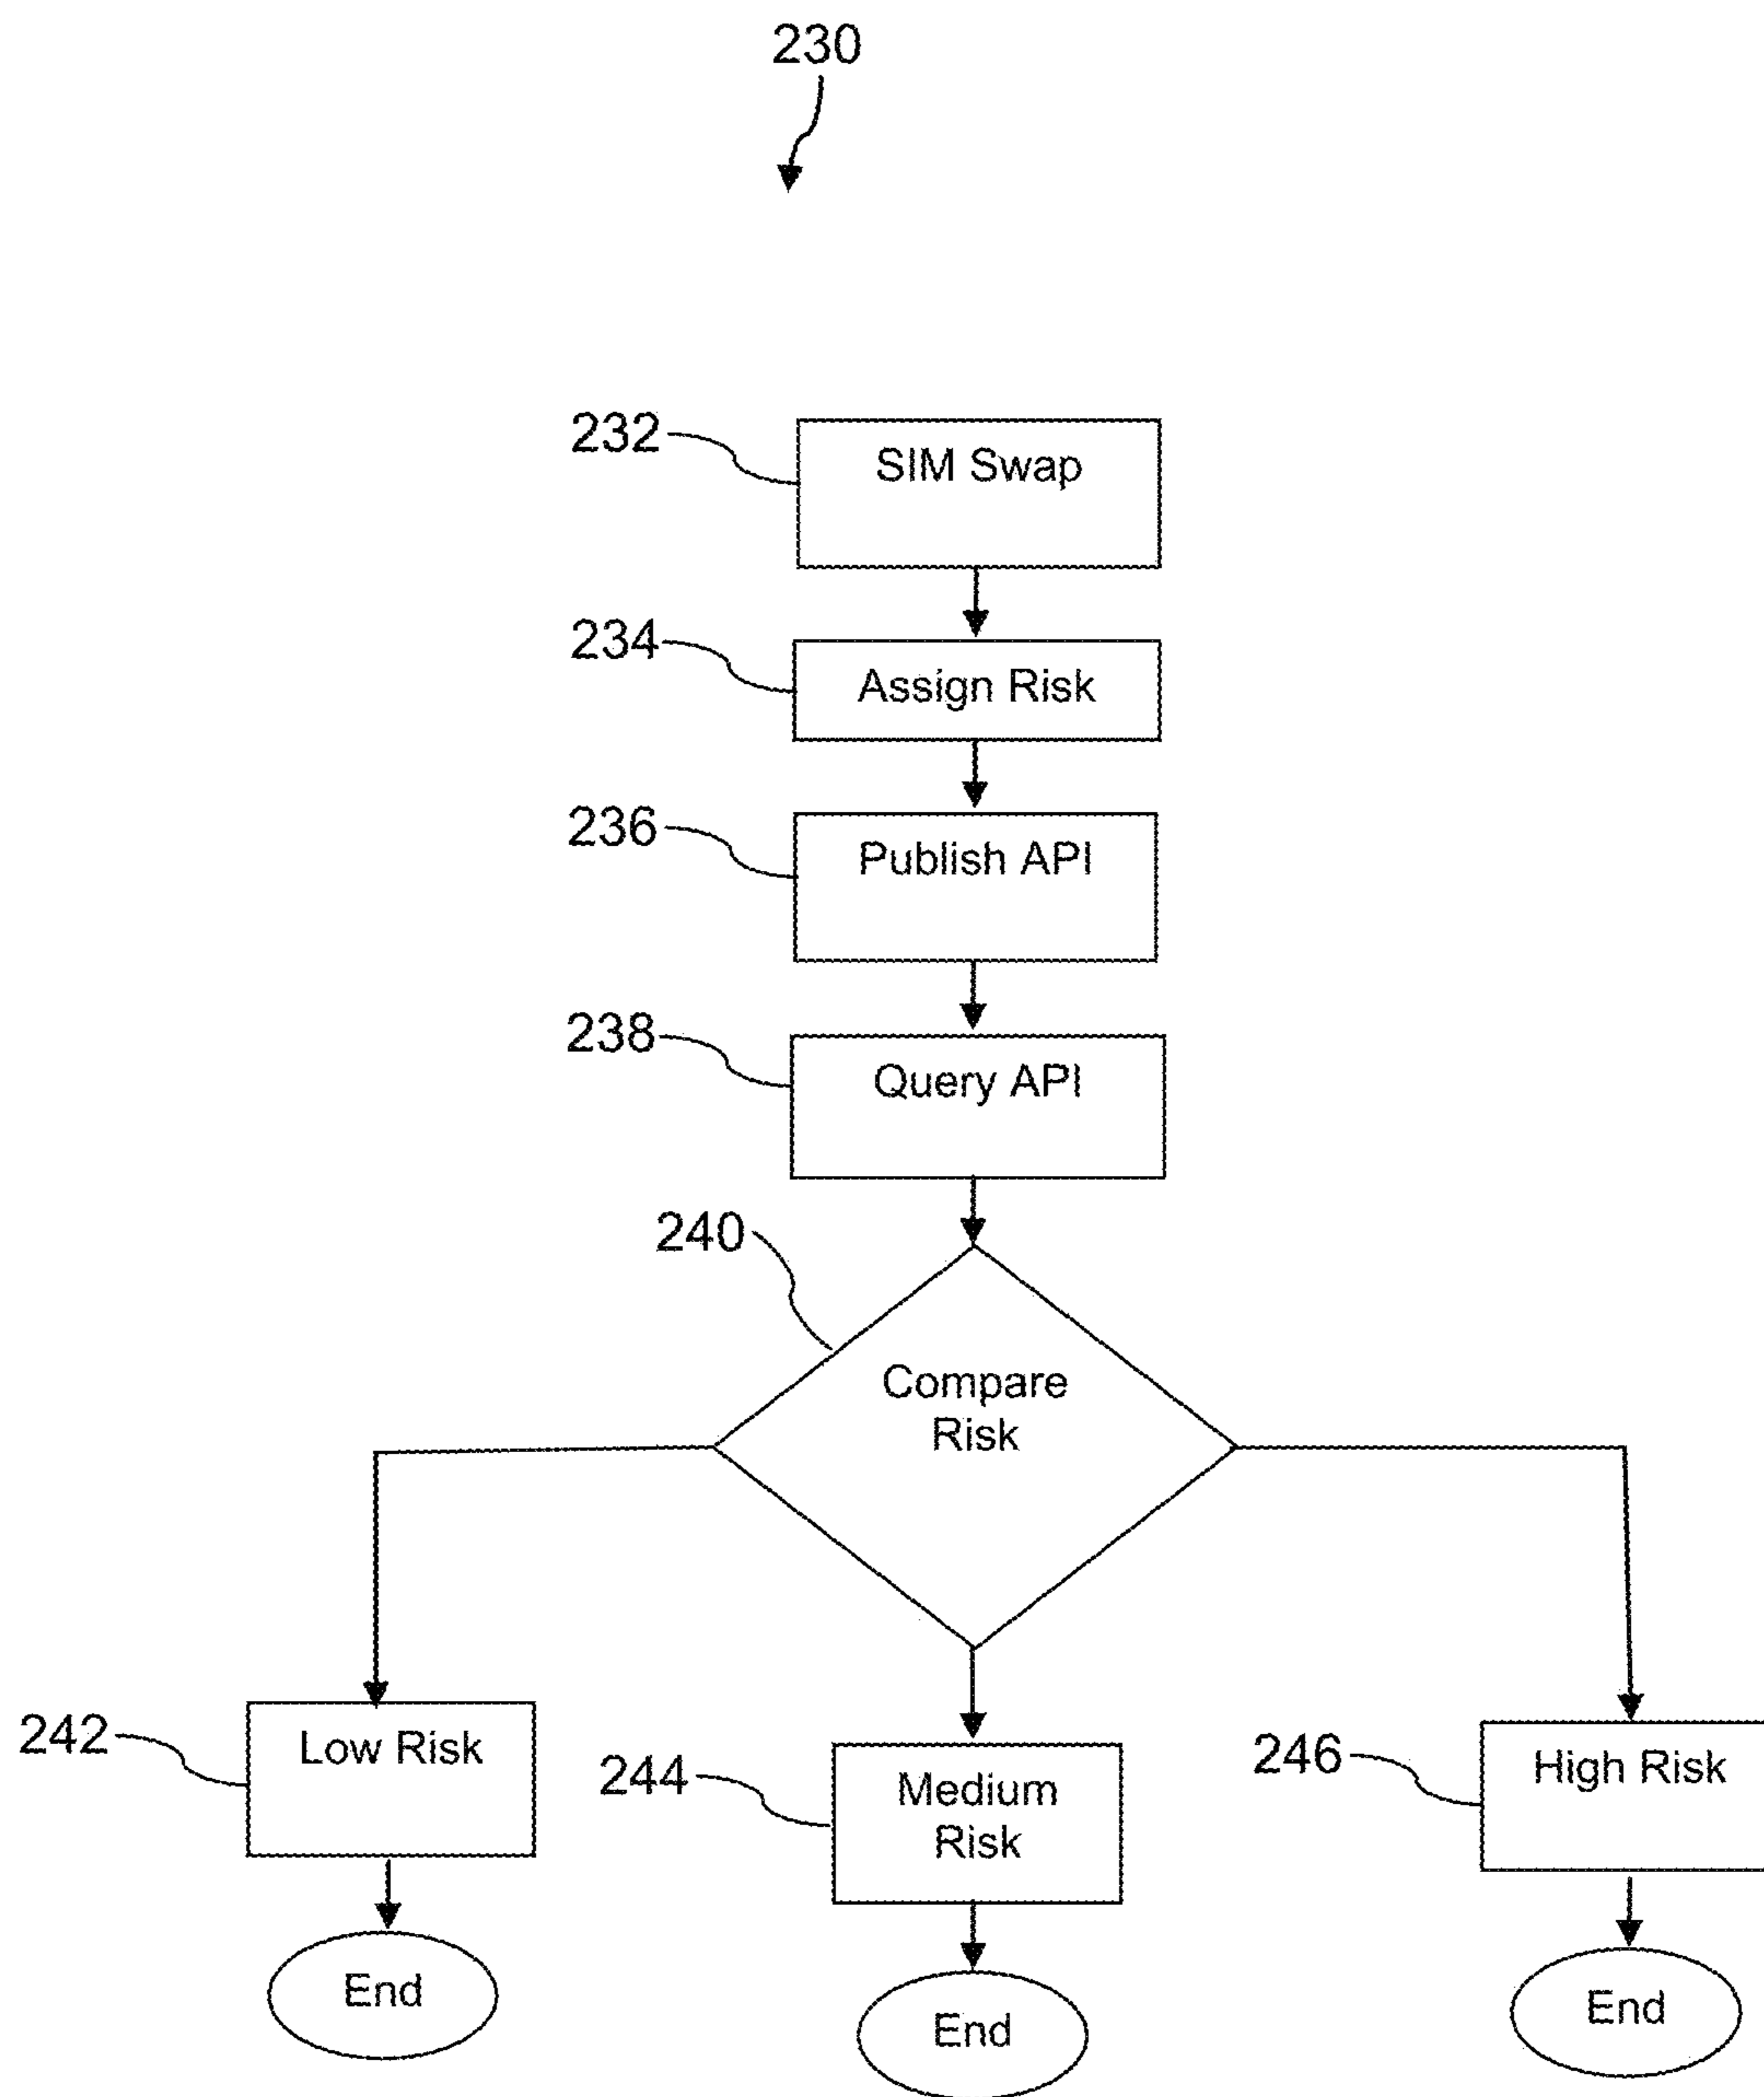 230
232
SIM Swap
234
Assign Risk
236
Publish API
238
Query API
240
Compare
Risk
242
Low Risk
244
Medium
Risk
246
High Risk
End
End
End